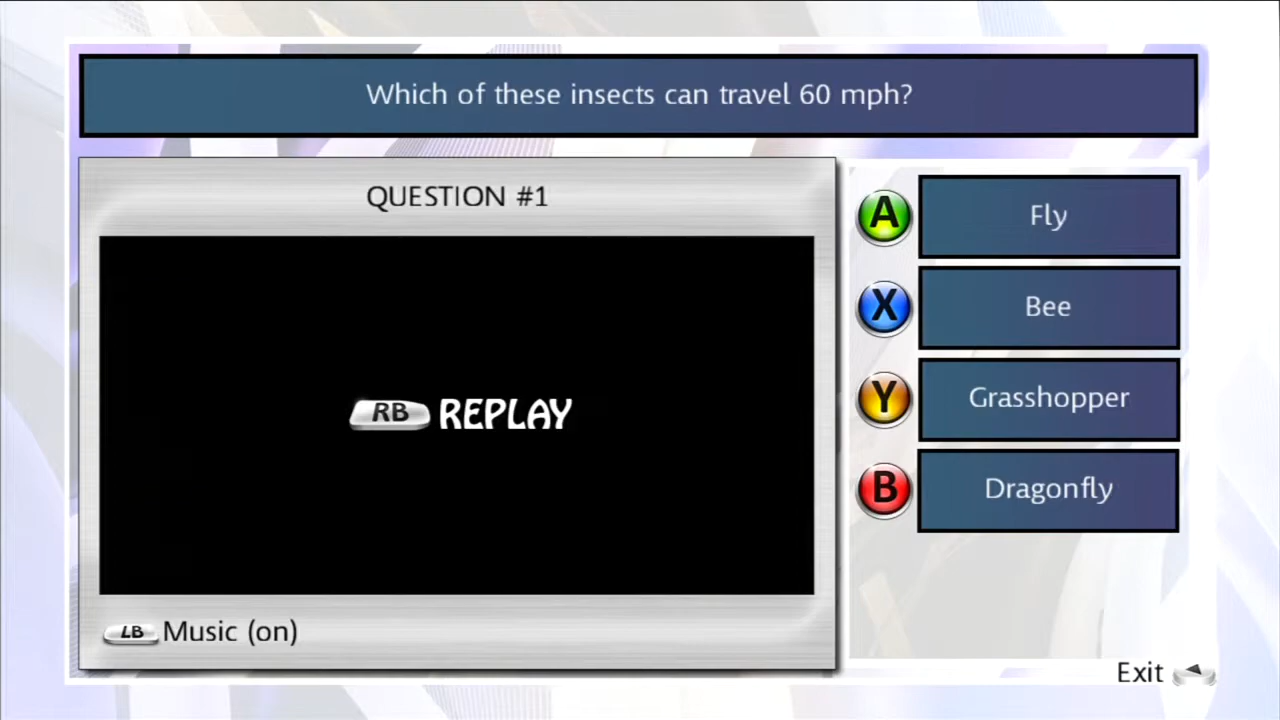 Which of these insects can travel 60 mph?
QUESTION #1
RB REPLAY
LB Music (on)
A Fly
X Bee
Y Grasshopper
B Dragonfly
Exit